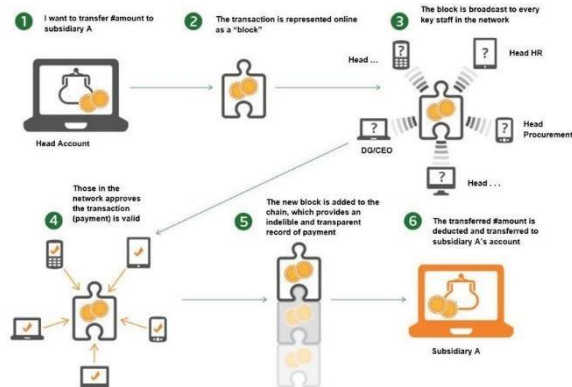 1
I want to transfer #amount to
subsidiary A
Head Account
2
The transaction is represented online
as a "block"
3
The block is broadcast to every
key staff in the network
Head ...
?
?
Head HR
?
DG/CEO
?
Head
Procurement
?
Head . . .
4
Those in the
network approves
the transaction
(payment) is valid
5
The new block is added to the
chain, which provides an
indelible and transparent
record of payment
6
The transferred #amount is
deducted and transferred to
subsidiary A's account
Subsidiary A